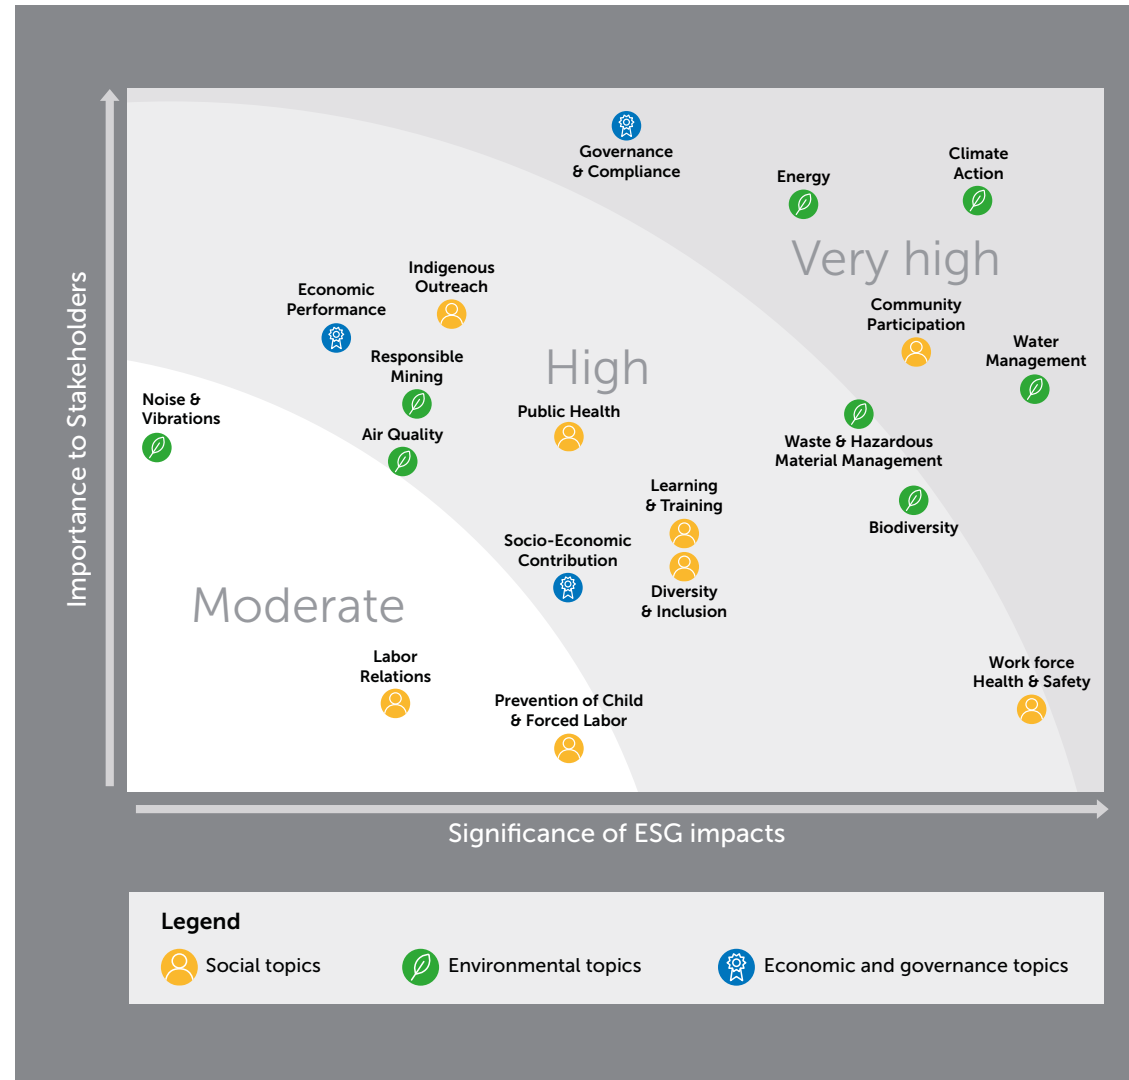 Governance
& Compliance
Energy
Climate
Action
Very high
Indigenous
Outreach
Economic
Performance
Community
Participation
Water
Management
Responsible
Mining
High
Noise &
Vibrations
Public Health
Air Quality
Waste & Hazardous
Material Management
Learning
& Training
Biodiversity
Socio-Economic
Contribution
Diversity
& Inclusion
Moderate
Labor
Relations
Work force
Health & Safety
Prevention of Child
& Forced Labor
Importance to Stakeholders
Significance of ESG impacts
Legend
Social topics
Environmental topics
Economic and governance topics